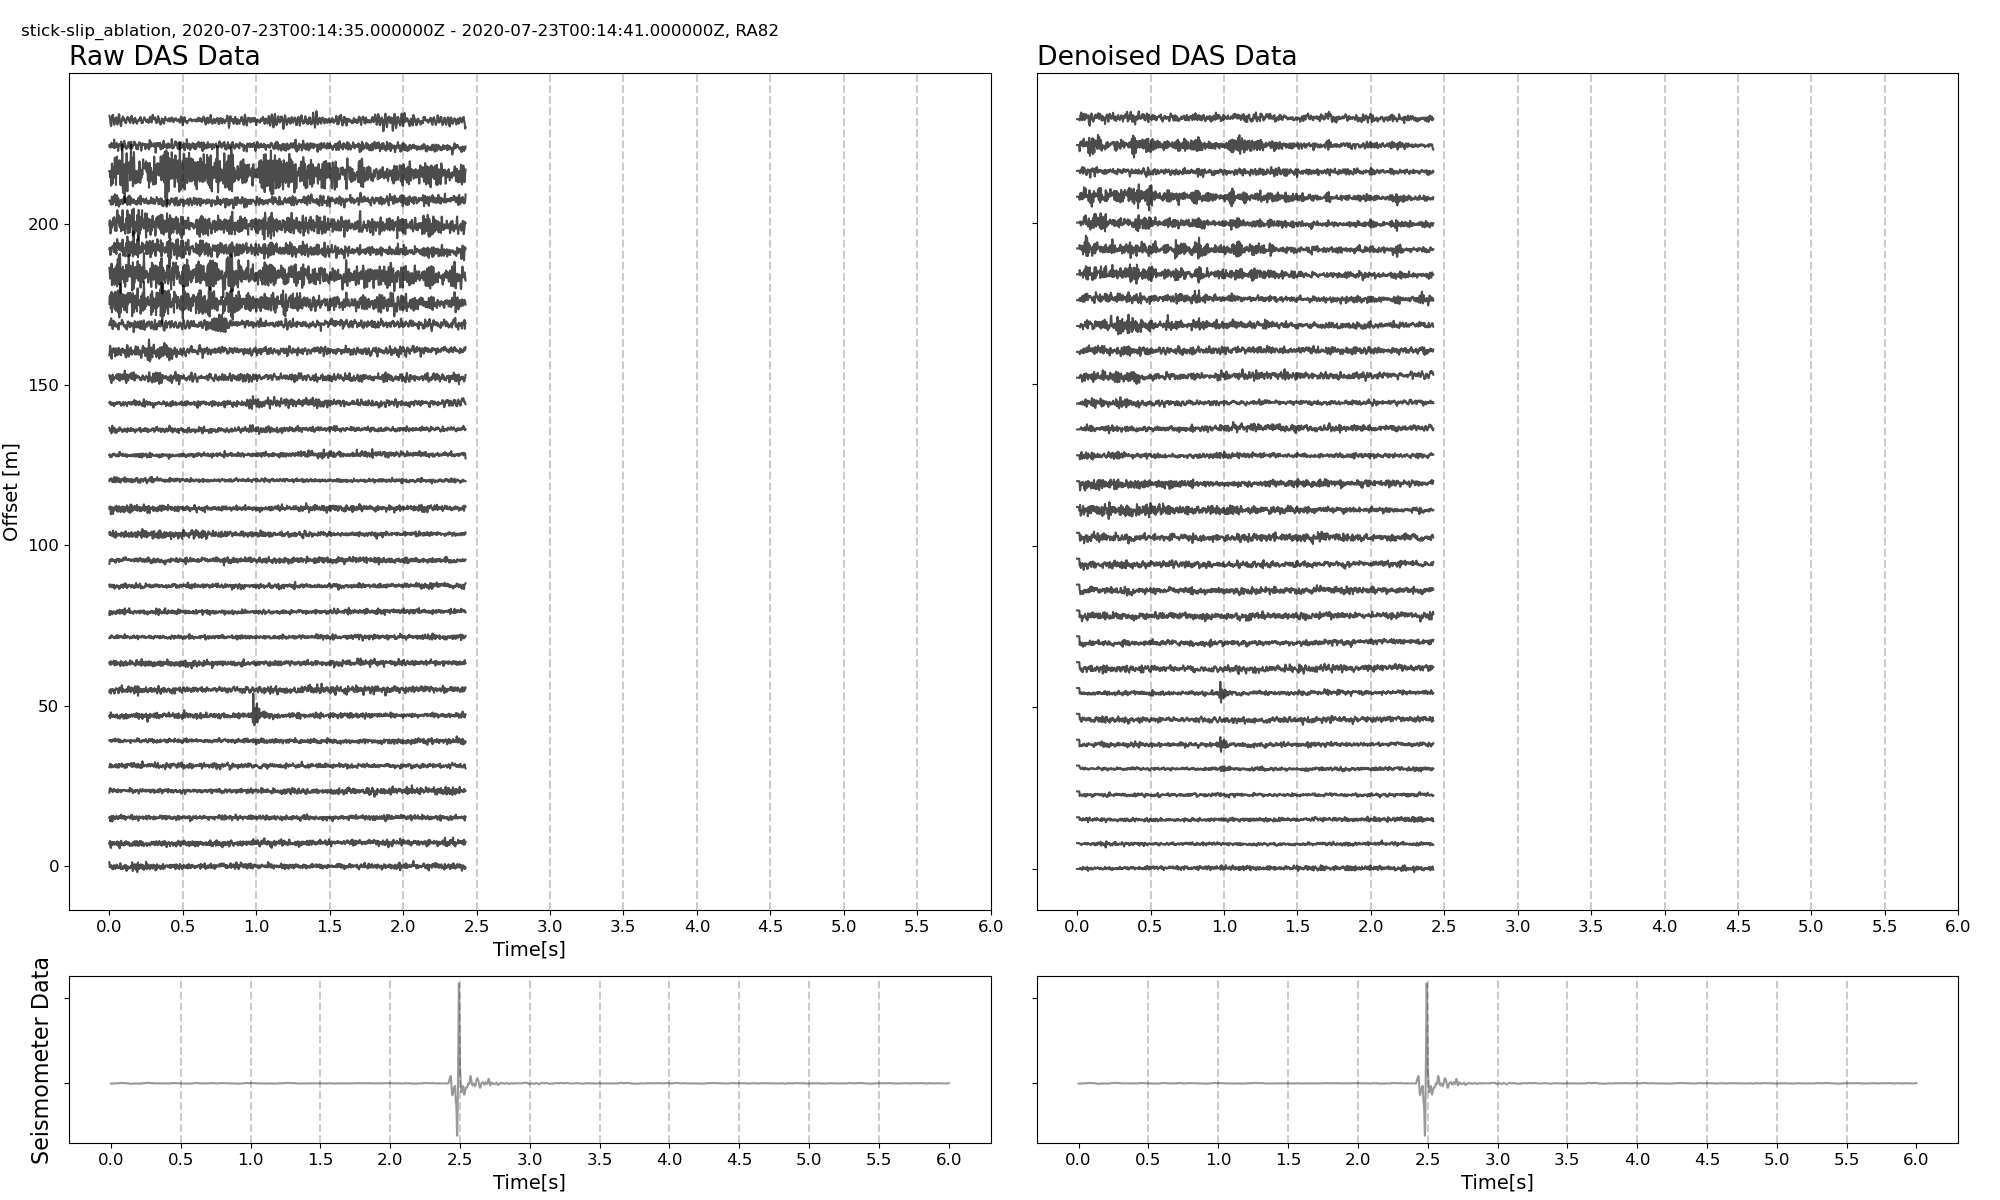 stick-slip_ablation, 2020-07-23T00:14:35.000000Z - 2020-07-23T00:14:41.000000Z, RA82
Raw DAS Data
Denoised DAS Data
Offset [m]
200
150
100
50
0
0.0 0.5 1.0 1.5 2.0 2.5 3.0 3.5 4.0 4.5 5.0 5.5 6.0
Time[s]
0.0 0.5 1.0 1.5 2.0 2.5 3.0 3.5 4.0 4.5 5.0 5.5 6.0
Seismometer Data
0.0 0.5 1.0 1.5 2.0 2.5 3.0 3.5 4.0 4.5 5.0 5.5 6.0
Time[s]
0.0 0.5 1.0 1.5 2.0 2.5 3.0 3.5 4.0 4.5 5.0 5.5 6.0
Time[s]